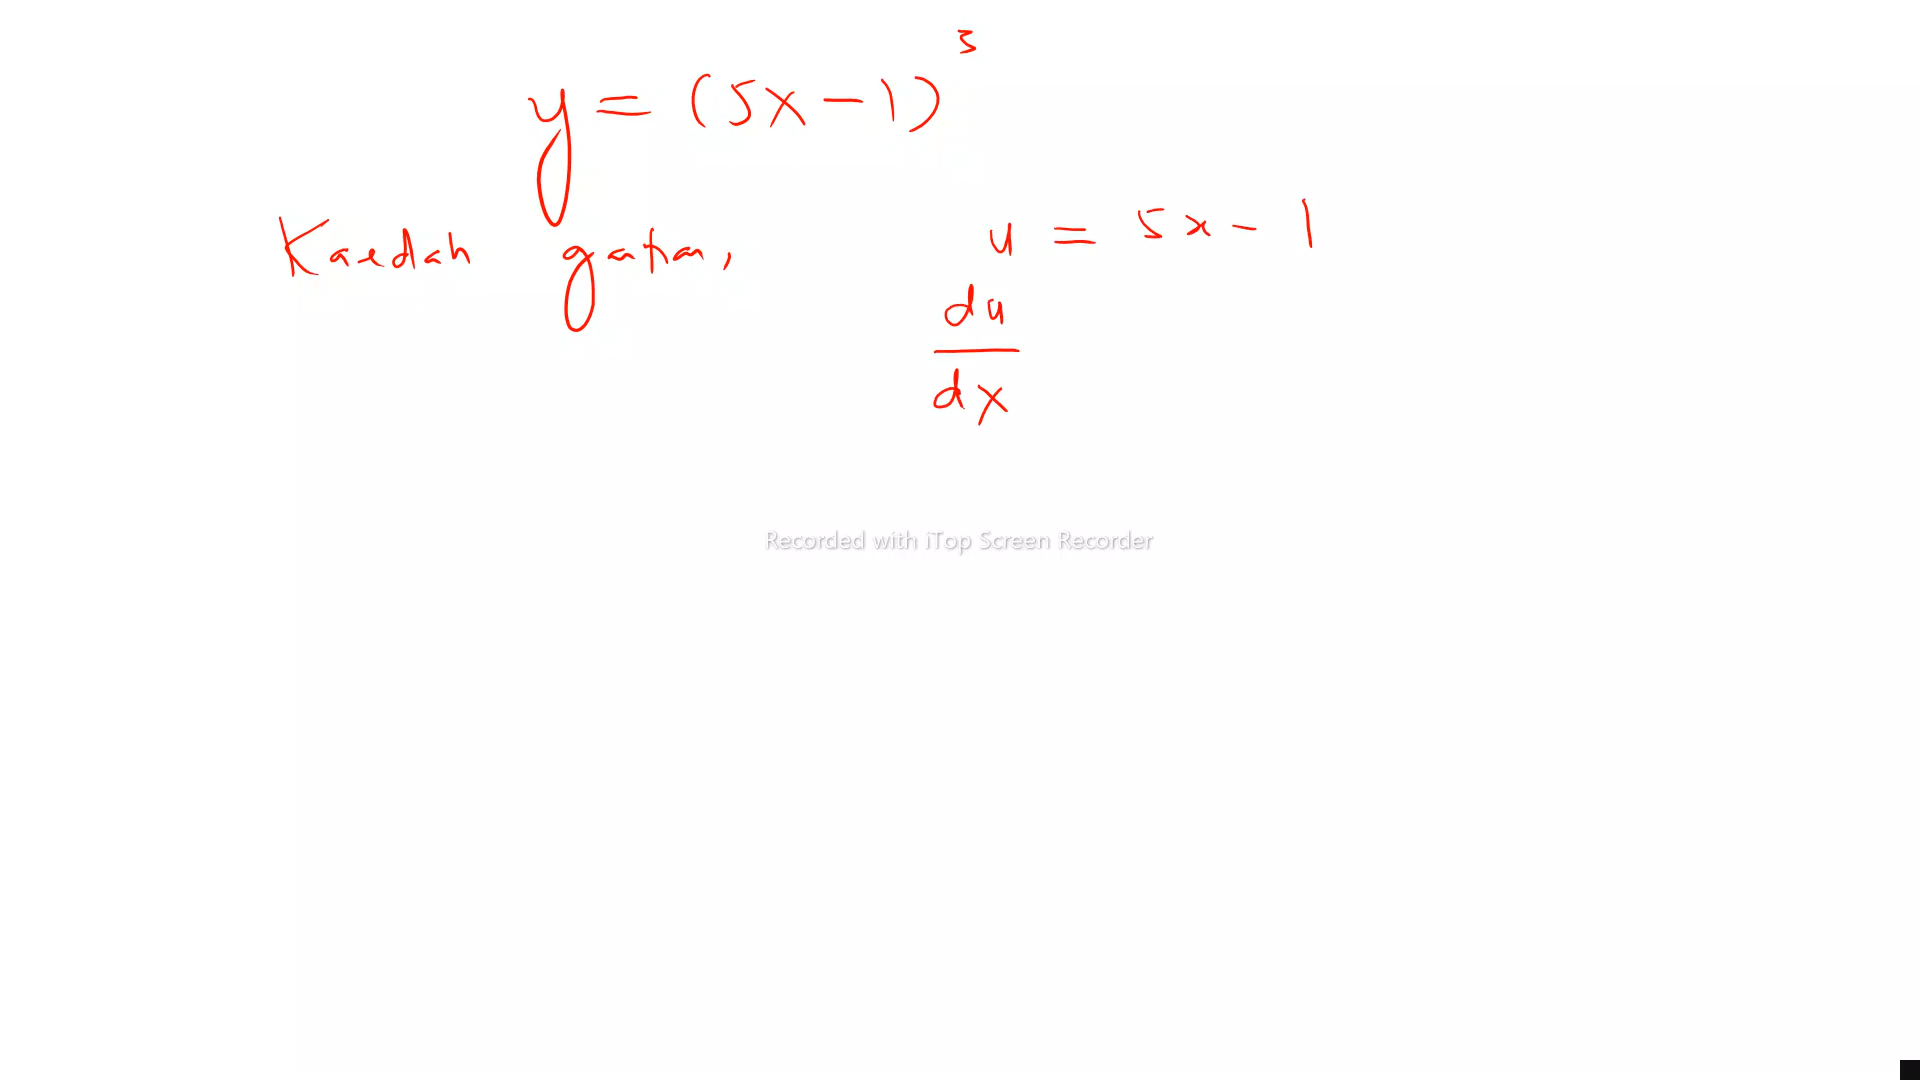 y = (5x - 1)³
Kaedah gantian, u = 5x - 1
du
dx
Recorded with iTop Screen Recorder